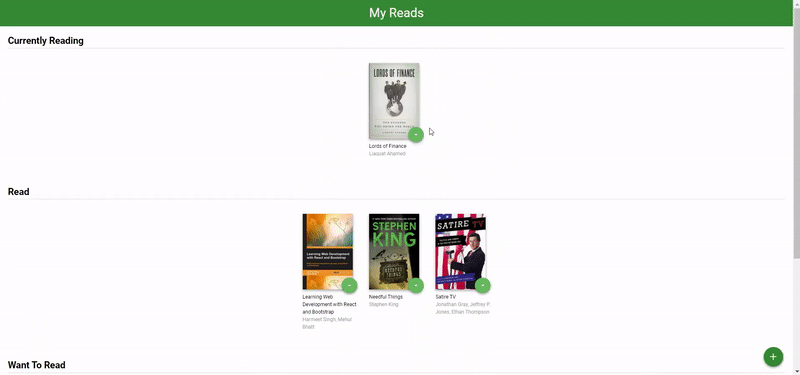 My Reads
Currently Reading
LORDS OF FINANCE
Lords of Finance
Liaquat Ahamed
Read
Learning Web
Development with React
and Bootstrap
STEPHEN
KING
NEEDFUL
THINGS
SATIRE TV
Learning Web
Development with React
and Bootstrap
Harmeet Singh, Mehul
Bhatt
Needful Things
Stephen King
Satire TV
Jonathan Gray, Jeffrey P.
Jones, Ethan Thompson
+
Want To Read